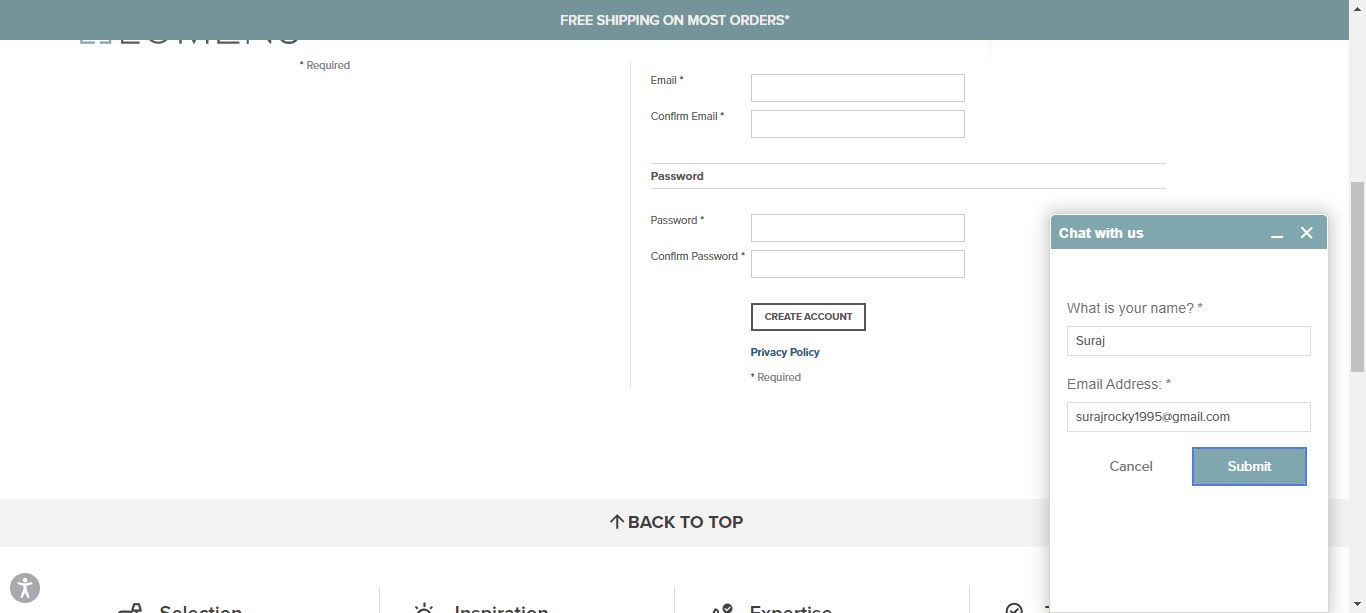 FREE SHIPPING ON MOST ORDERS*
* Required
Email *
Confirm Email *
Password
Password *
Confirm Password *
CREATE ACCOUNT
Privacy Policy
* Required
Chat with us
What is your name? *
Suraj
Email Address: *
surajrocky1995@gmail.com
Cancel
Submit
BACK TO TOP
Selection
Inspiration
Expertise